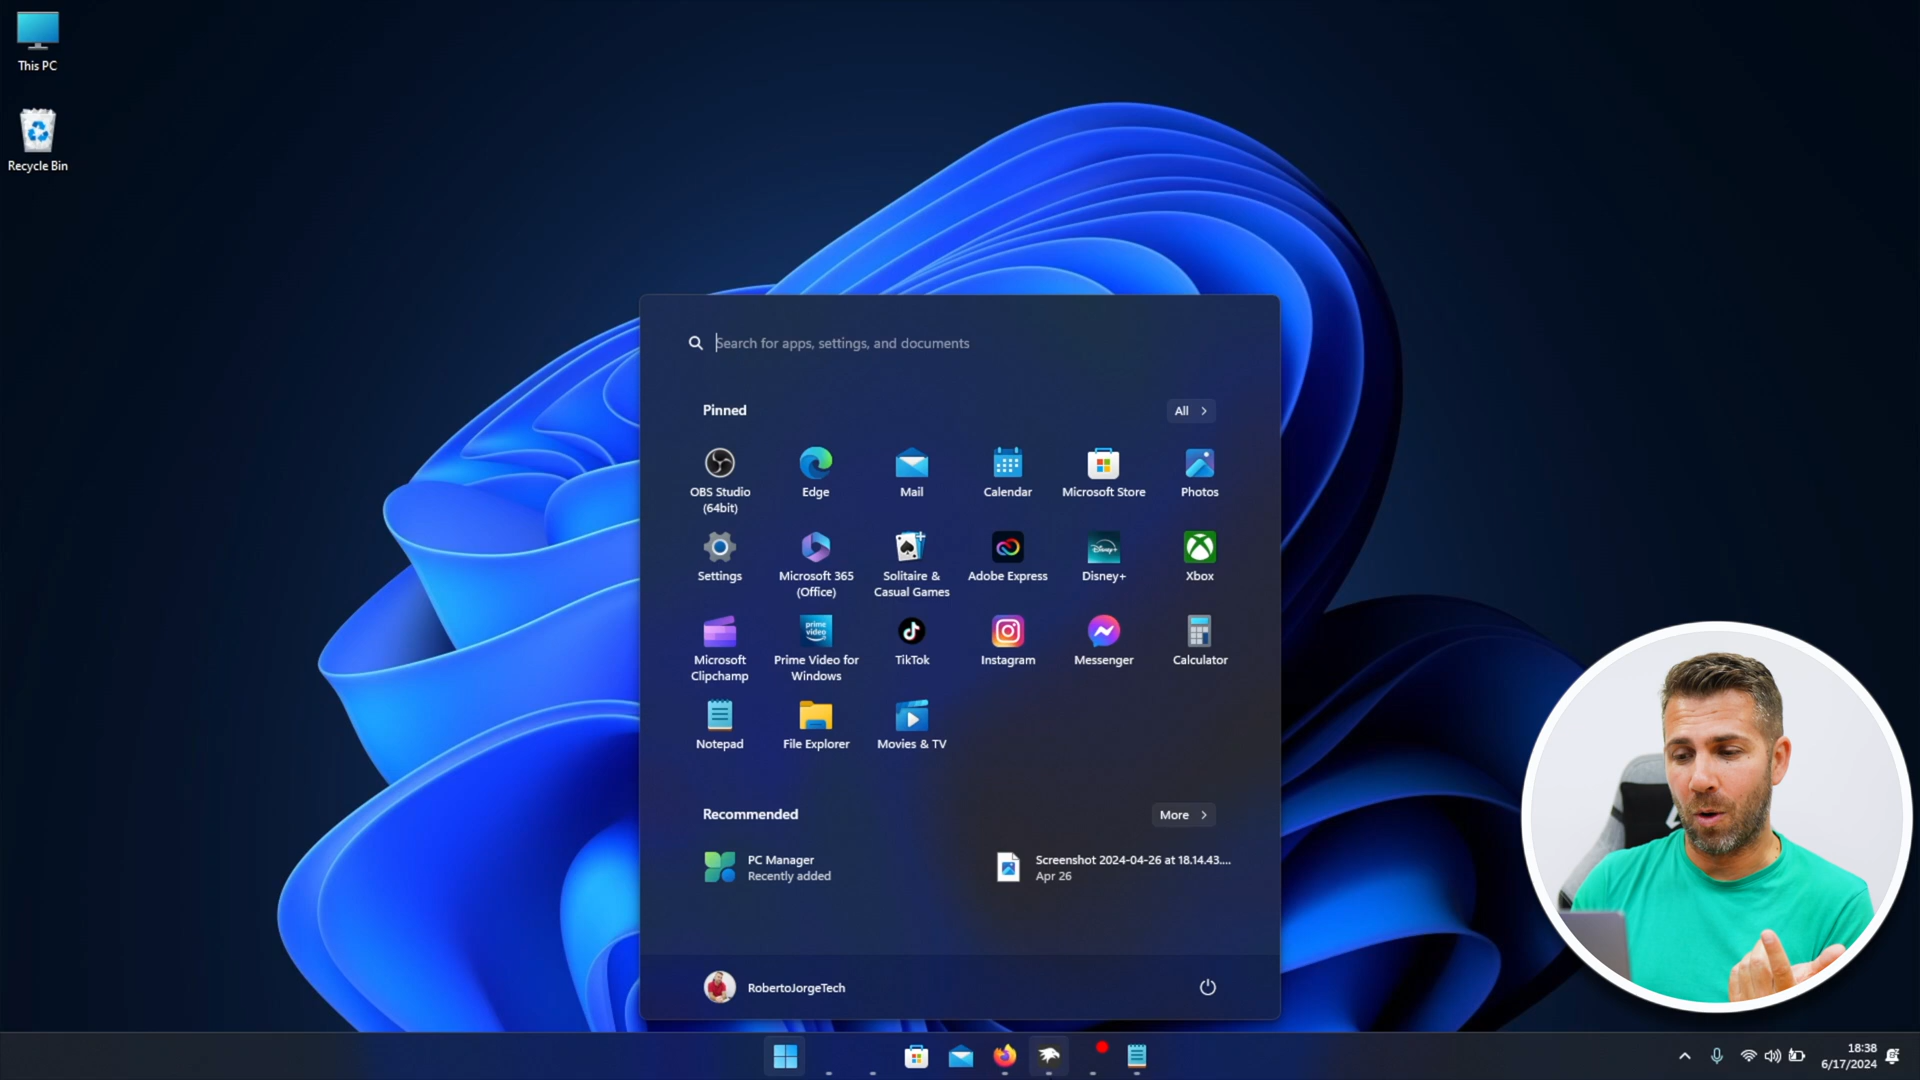 This PC
Recycle Bin
Search for apps, settings, and documents
Pinned
All
OBS Studio
(64bit)
Edge
Mail
Calendar
Microsoft Store
Photos
Settings
Microsoft 365
(Office)
Solitaire &
Casual Games
Adobe Express
Disney+
Disney+
Xbox
Microsoft
Clipchamp
prime
video
Prime Video for
Windows
TikTok
Instagram
Messenger
Calculator
Notepad
File Explorer
Movies & TV
Recommended
More
PC Manager
Recently added
Screenshot 2024-04-26 at 18.14.43....
Apr 26
RobertoJorgeTech
18:38
6/17/2024